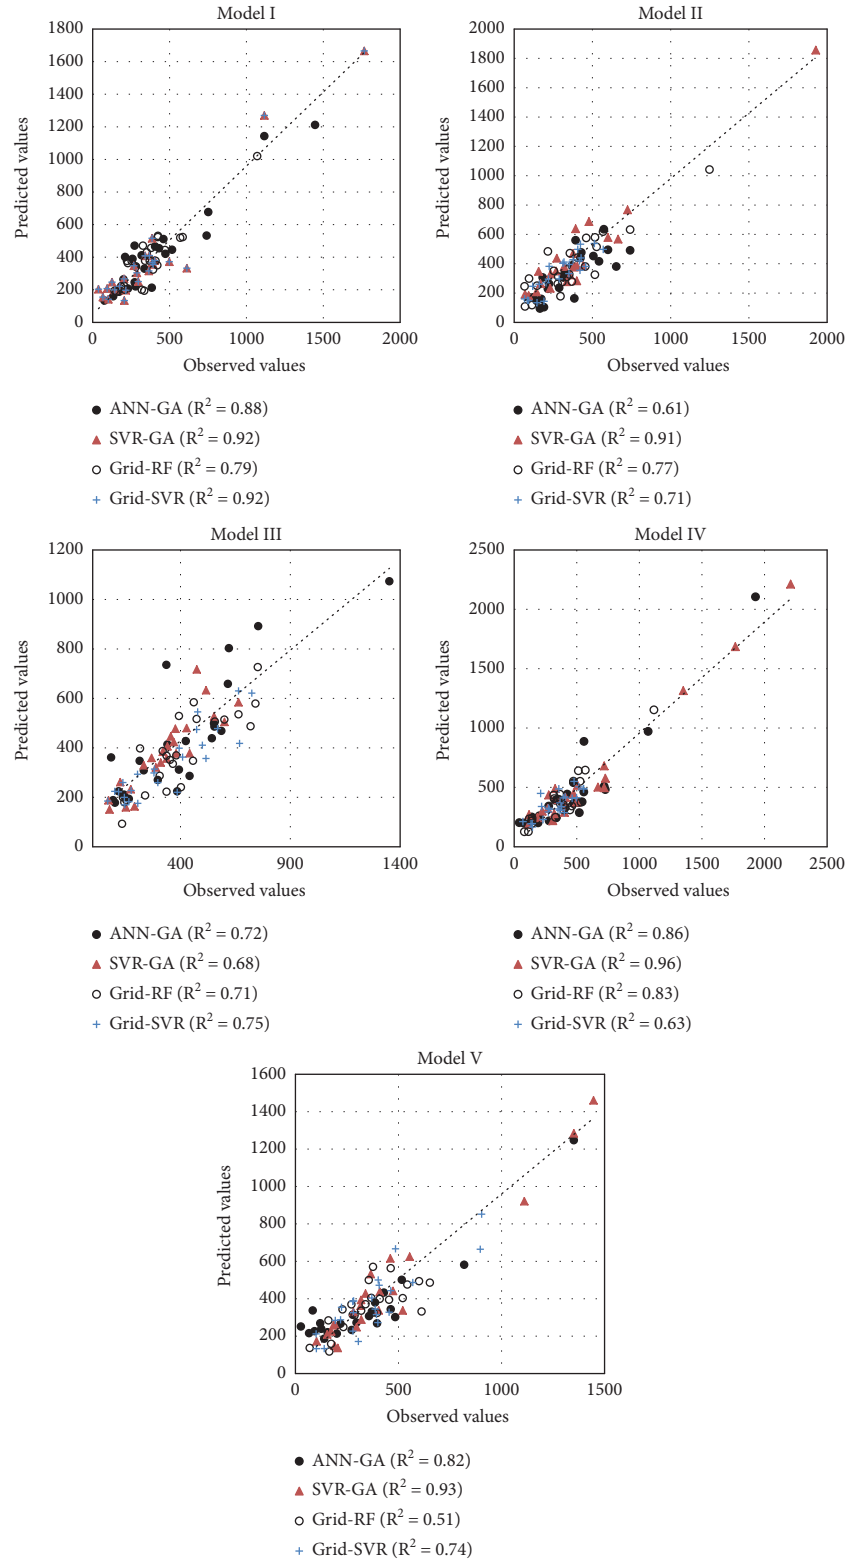 Model I
1800
1600
1400
1200
1000
800
600
400
200
0
Predicted values
0 500 1000 1500 2000
Observed values
ANN-GA (R² = 0.88)
SVR-GA (R² = 0.92)
Grid-RF (R² = 0.79)
Grid-SVR (R² = 0.92)
Model II
2000
1800
1600
1400
1200
1000
800
600
400
200
0
Predicted values
0 500 1000 1500 2000
Observed values
ANN-GA (R² = 0.61)
SVR-GA (R² = 0.91)
Grid-RF (R² = 0.77)
Grid-SVR (R² = 0.71)
Model III
1200
1000
800
600
400
200
0
Predicted values
400 900 1400
Observed values
ANN-GA (R² = 0.72)
SVR-GA (R² = 0.68)
Grid-RF (R² = 0.71)
Grid-SVR (R² = 0.75)
Model IV
2500
2000
1500
1000
500
0
Predicted values
0 500 1000 1500 2000 2500
Observed values
ANN-GA (R² = 0.86)
SVR-GA (R² = 0.96)
Grid-RF (R² = 0.83)
Grid-SVR (R² = 0.63)
Model V
1600
1400
1200
1000
800
600
400
200
0
Predicted values
0 500 1000 1500
Observed values
ANN-GA (R² = 0.82)
SVR-GA (R² = 0.93)
Grid-RF (R² = 0.51)
Grid-SVR (R² = 0.74)